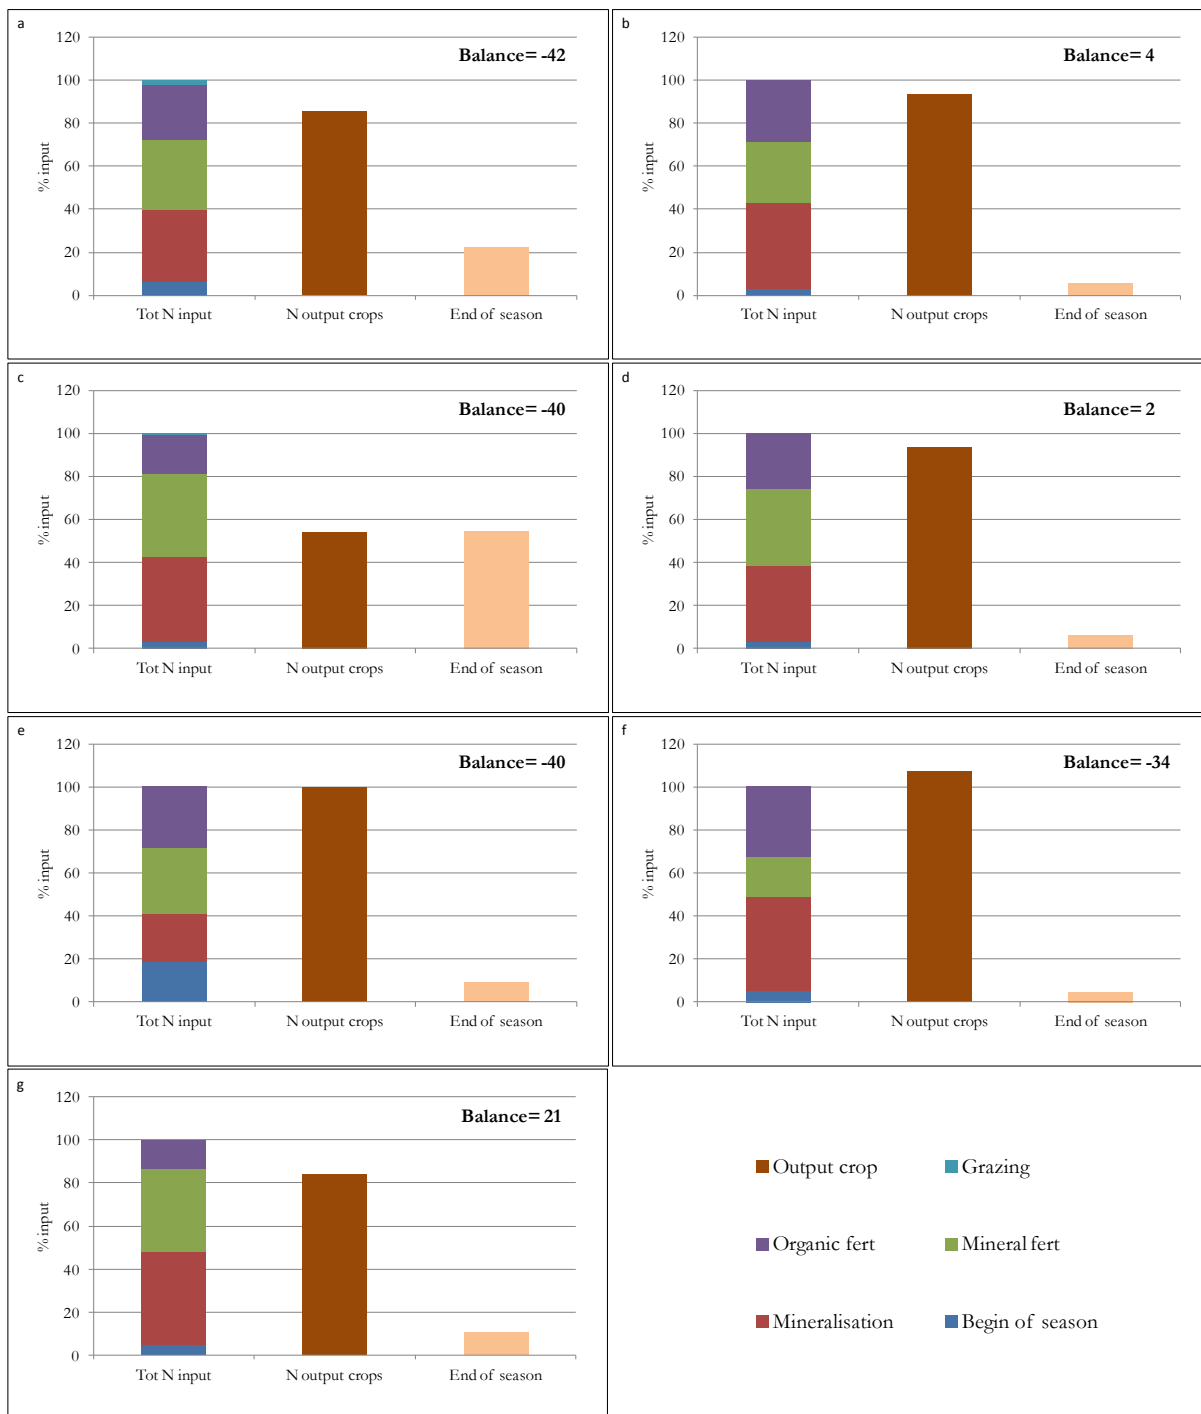 a
Balance= -42
120
100
80
60
40
20
0
% input
Tot N input N output crops End of season
b
Balance= 4
120
100
80
60
40
20
0
% input
Tot N input N output crops End of season
c
Balance= -40
120
100
80
60
40
20
0
% input
Tot N input N output crops End of season
d
Balance= 2
120
100
80
60
40
20
0
% input
Tot N input N output crops End of season
e
Balance= -40
120
100
80
60
40
20
0
% input
Tot N input N output crops End of season
f
Balance= -34
120
100
80
60
40
20
0
% input
Tot N input N output crops End of season
g
Balance= 21
120
100
80
60
40
20
0
% input
Tot N input N output crops End of season
Output crop Grazing
Organic fert Mineral fert
Mineralisation Begin of season